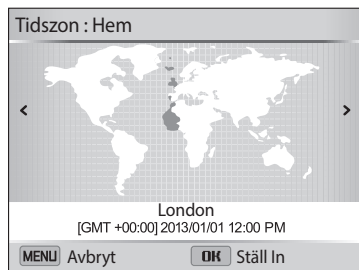 Tidszon : Hem
London
[GMT +00:00] 2013/01/01 12:00 PM
MENU Avbryt OK Ställ In